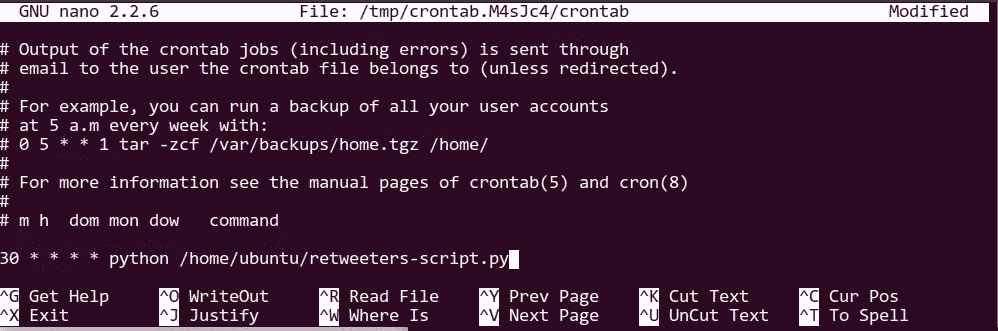 GNU nano 2.2.6 File: /tmp/crontab.M4sJc4/crontab Modified
# Output of the crontab jobs (including errors) is sent through
# email to the user the crontab file belongs to (unless redirected).
#
# For example, you can run a backup of all your user accounts
# at 5 a.m every week with:
# 0 5 * * 1 tar -zcf /var/backups/home.tgz /home/
#
# For more information see the manual pages of crontab(5) and cron(8)
#
# m h  dom mon dow   command
30 * * * * python /home/ubuntu/retweeters-script.py
^G Get Help ^O WriteOut ^R Read File ^Y Prev Page ^K Cut Text ^C Cur Pos
^X Exit ^J Justify ^W Where Is ^V Next Page ^U UnCut Text ^T To Spell